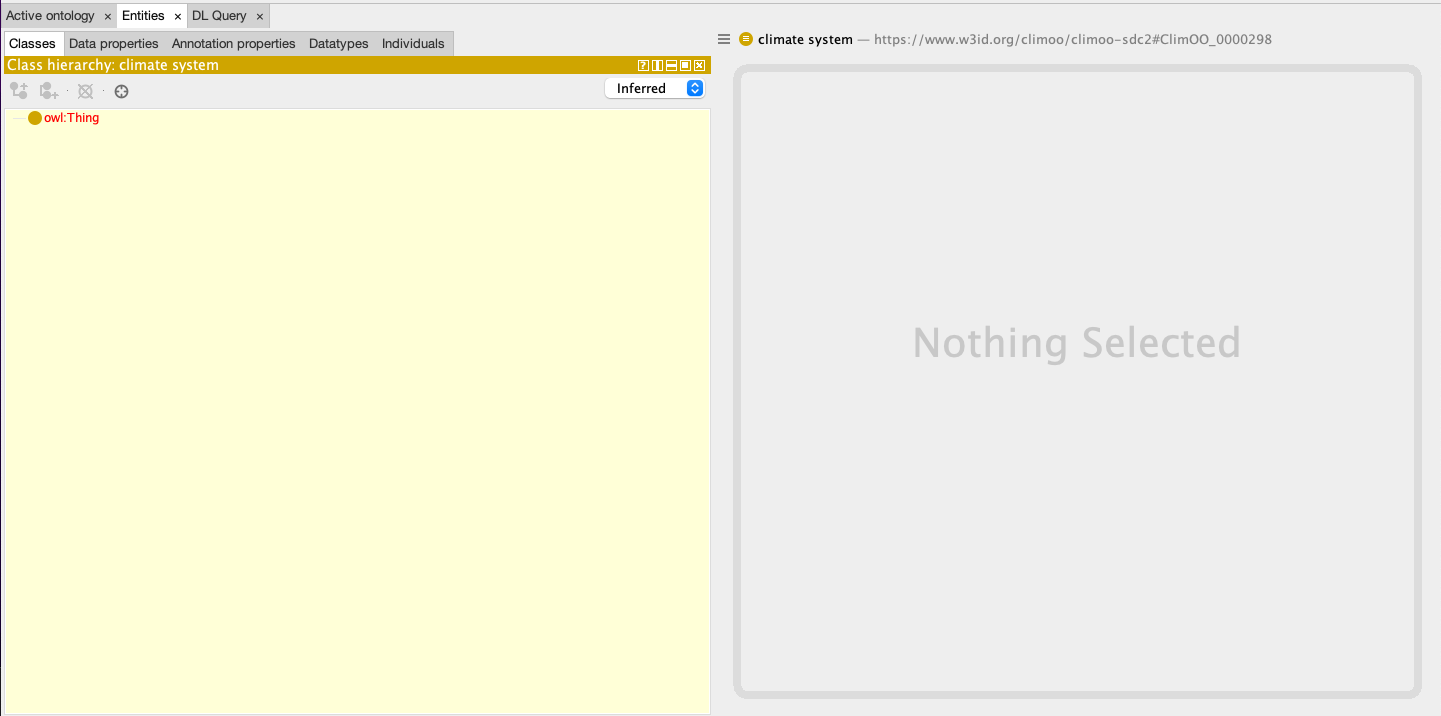 Active ontology × Entities × DL Query ×
Classes Data properties Annotation properties Datatypes Individuals
Class hierarchy: climate system
Inferred
owl:Thing
climate system — https://www.w3id.org/climoo/climoo-sdc2#ClimOO_0000298
Nothing Selected